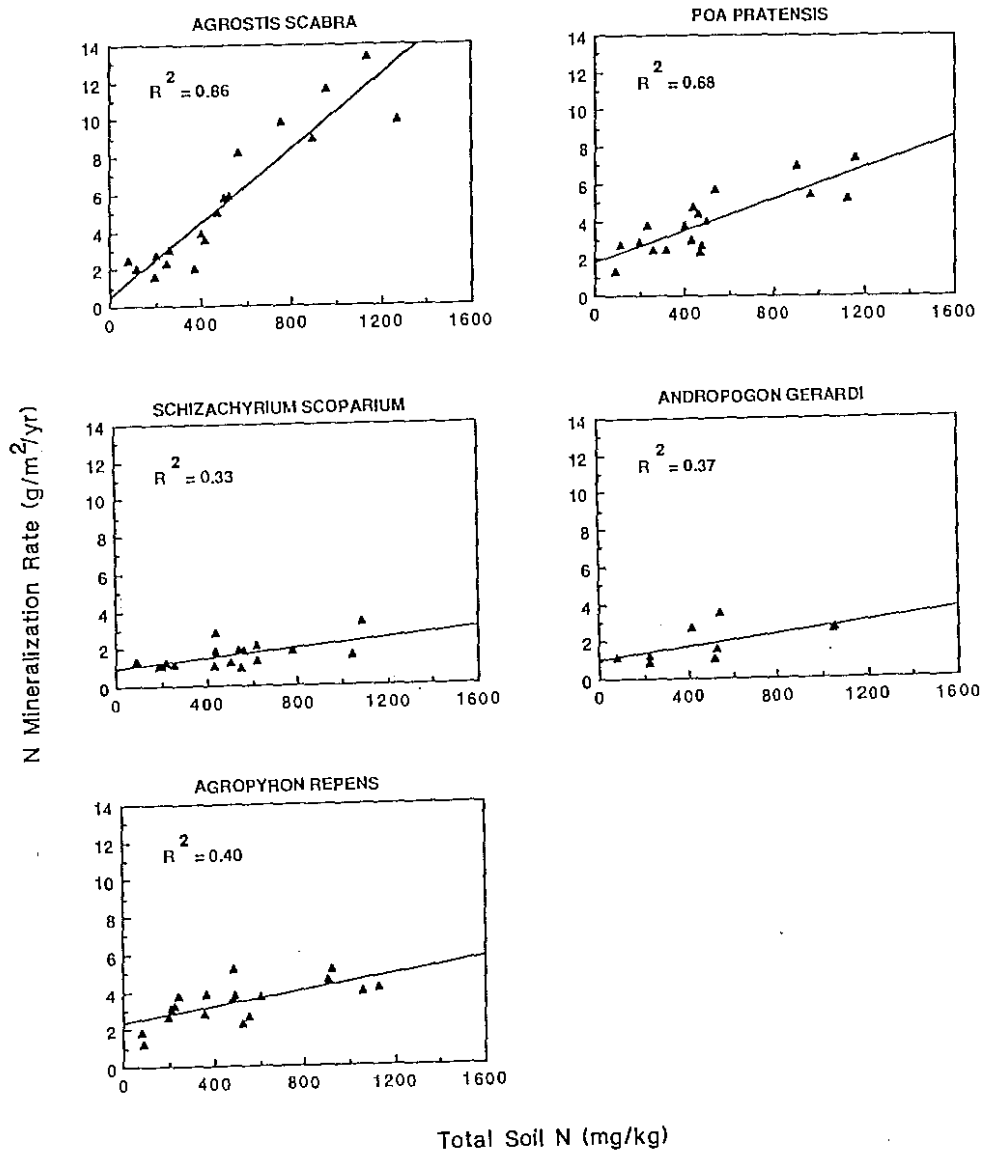 AGROSTIS SCABRA
14
12
10
8
6
4
2
0
R² = 0.86
0 400 800 1200 1600
POA PRATENSIS
14
12
10
8
6
4
2
0
R² = 0.68
0 400 800 1200 1600
SCHIZACHYRIUM SCOPARIUM
14
12
10
8
6
4
2
0
R² = 0.33
0 400 800 1200 1600
ANDROPOGON GERARDI
14
12
10
8
6
4
2
0
R² = 0.37
0 400 800 1200 1600
AGROPYRON REPENS
14
12
10
8
6
4
2
0
R² = 0.40
0 400 800 1200 1600
N Mineralization Rate (g/m²/yr)
Total Soil N (mg/kg)